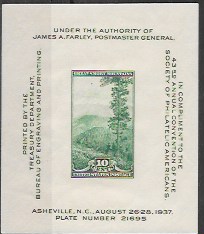 UNDER THE AUTHORITY OF
JAMES A. FARLEY, POSTMASTER GENERAL.
PRINTED BY THE
TREASURY DEPARTMENT,
BUREAU OF ENGRAVING AND PRINTING.
GREAT SMOKY MOUNTAINS
10
CTS.
UNITED STATES POSTAGE
IN COMPLIMENT TO THE
43RD ANNUAL CONVENTION OF THE
SOCIETY OF PHILATELIC AMERICANS.
ASHEVILLE, N.C., AUGUST 26-28, 1937.
PLATE NUMBER 21695